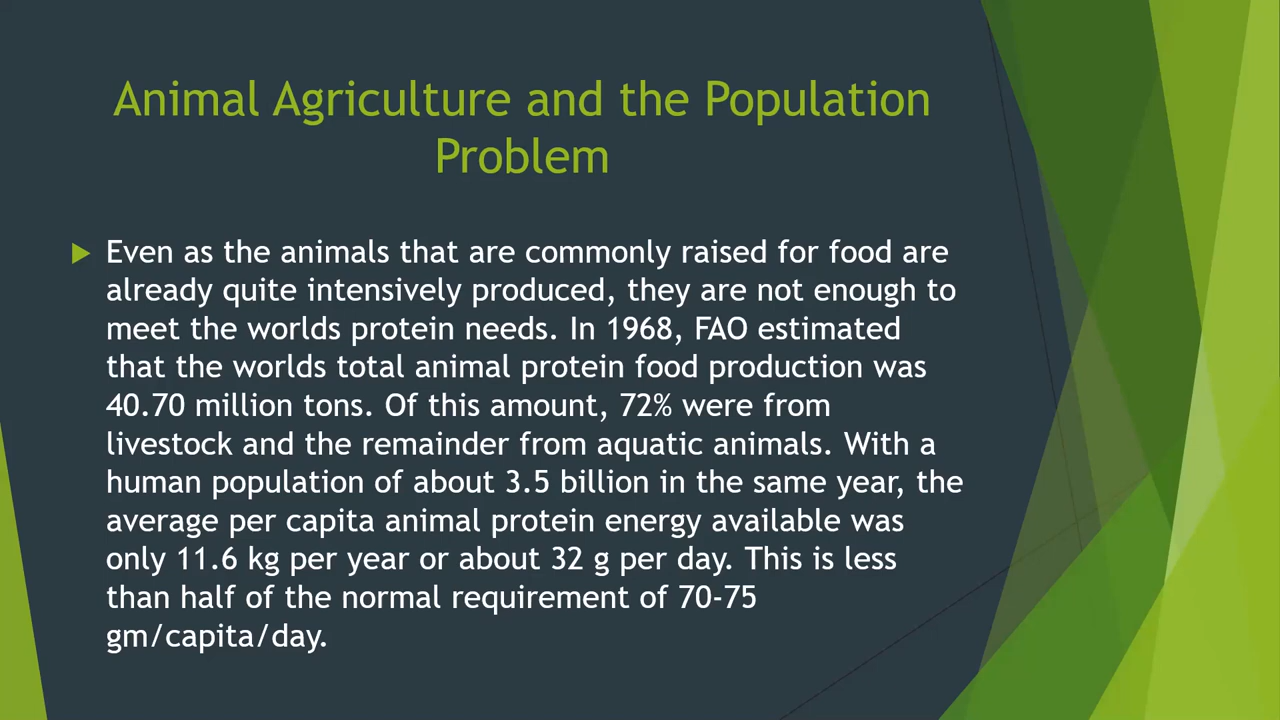 Animal Agriculture and the Population
Problem
Even as the animals that are commonly raised for food are
already quite intensively produced, they are not enough to
meet the worlds protein needs. In 1968, FAO estimated
that the worlds total animal protein food production was
40.70 million tons. Of this amount, 72% were from
livestock and the remainder from aquatic animals. With a
human population of about 3.5 billion in the same year, the
average per capita animal protein energy available was
only 11.6 kg per year or about 32 g per day. This is less
than half of the normal requirement of 70-75
gm/capita/day.